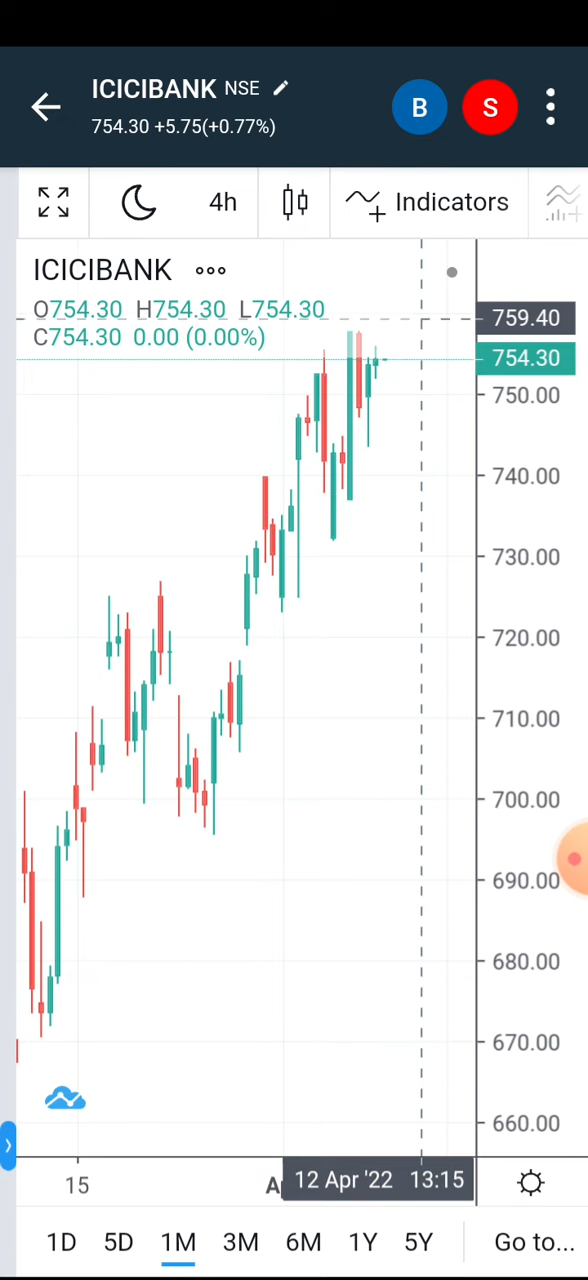 ICICIBANK NSE
754.30 +5.75(+0.77%)
B
S
4h
Indicators
ICICIBANK
O754.30 H754.30 L754.30
C754.30 0.00 (0.00%)
759.40
754.30
750.00
740.00
730.00
720.00
710.00
700.00
690.00
680.00
670.00
660.00
15
12 Apr '22 13:15
1D 5D 1M 3M 6M 1Y 5Y Go to...